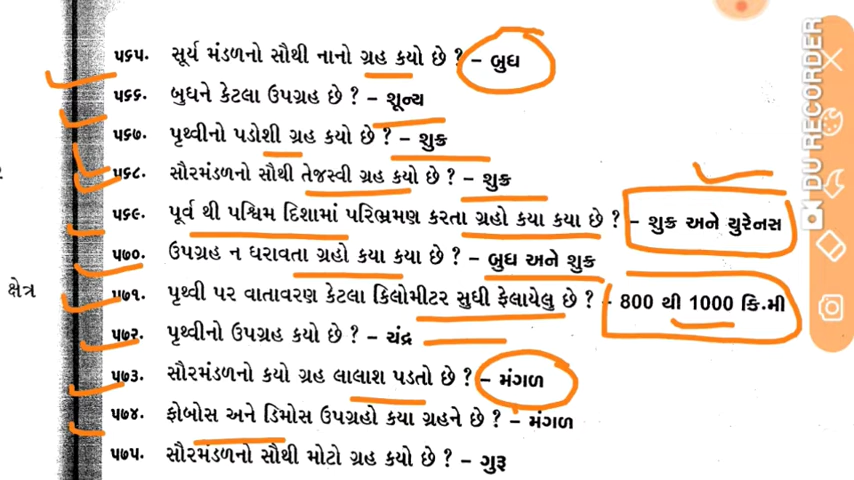 ૫૬૫. સૂર્ય મંડળનો સૌથી નાનો ગ્રહ કયો છે ? – બુધ
૫૬૬. બુધને કેટલા ઉપગ્રહ છે ? – શૂન્ય
૫૬૭. પૃથ્વીનો પડોશી ગ્રહ કયો છે ? – શુક્ર
૫૬૮. સૌરમંડળનો સૌથી તેજસ્વી ગ્રહ કયો છે ? – શુક્ર
૫૬૯. પૂર્વ થી પશ્વિમ દિશામાં પરિભ્રમણ કરતા ગ્રહો કયા કયા છે ? – શુક્ર અને યુરેનસ
૫૭૦. ઉપગ્રહ ન ધરાવતા ગ્રહો કયા કયા છે ? – બુધ અને શુક્ર
ક્ષેત્ર
૫૭૧. પૃથ્વી પર વાતાવરણ કેટલા કિલોમીટર સુધી ફેલાયેલુ છે ? – 800 થી 1000 કિ.મી
૫૭૨. પૃથ્વીનો ઉપગ્રહ કયો છે ? – ચંદ્ર
૫૭૩. સૌરમંડળનો કયો ગ્રહ લાલાશ પડતો છે ? – મંગળ
૫૭૪. ફોબોસ અને ડિમોસ ઉપગ્રહો કયા ગ્રહને છે ? – મંગળ
૫૭૫. સૌરમંડળનો સૌથી મોટો ગ્રહ કયો છે ? – ગુરૂ
DU RECORDER